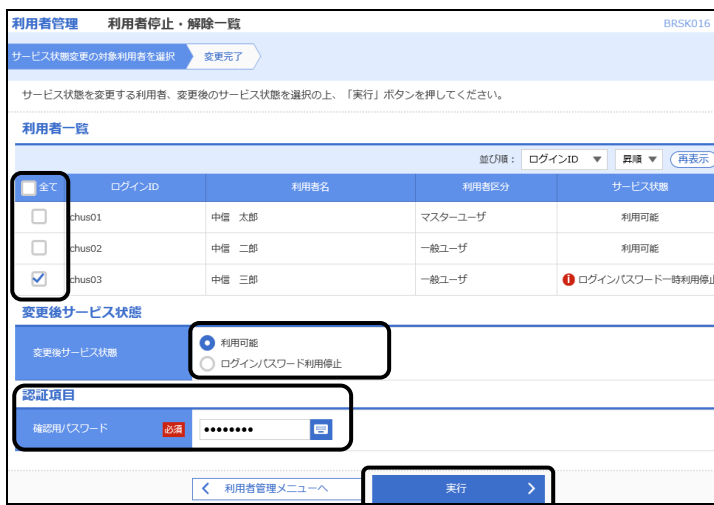 利用者管理 利用者停止・解除一覧 BRSK016
サービス状態変更の対象利用者を選択 変更完了
サービス状態を変更する利用者、変更後のサービス状態を選択の上、「実行」ボタンを押してください。
利用者一覧
並び順： ログインID ▼ 昇順 ▼ 再表示
全て ログインID 利用者名 利用者区分 サービス状態
chus01 中信 太郎 マスターユーザ 利用可能
chus02 中信 二郎 一般ユーザ 利用可能
chus03 中信 三郎 一般ユーザ ログインパスワード一時利用停止
変更後サービス状態
変更後サービス状態 利用可能
ログインパスワード利用停止
認証項目
確認用パスワード 必須 ••••••••
利用者管理メニューへ 実行